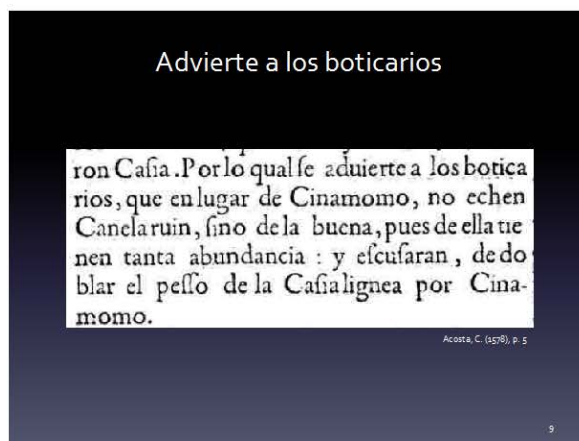 Advierte a los boticarios
ron Casia. Por lo qual se aduierte a los botica
rios, que en lugar de Cinamomo, no echen
Canela ruin, sino de la buena, pues de ella tie
nen tanta abundancia : y escusaran, de do
blar el pesso de la Casialignea por Cina-
momo.
Acosta, C. (1578), p. 5
9